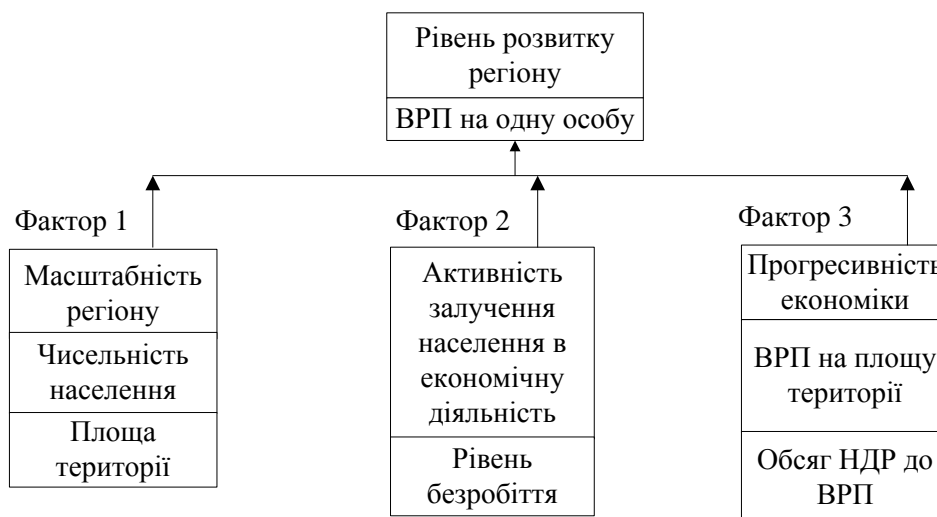 Рівень розвитку
регіону
ВРП на одну особу
Фактор 1
Масштабність
регіону
Чисельність
населення
Площа
території
Фактор 2
Активність
залучення
населення в
економічну
діяльність
Рівень
безробіття
Фактор 3
Прогресивність
економіки
ВРП на площу
території
Обсяг НДР до
ВРП